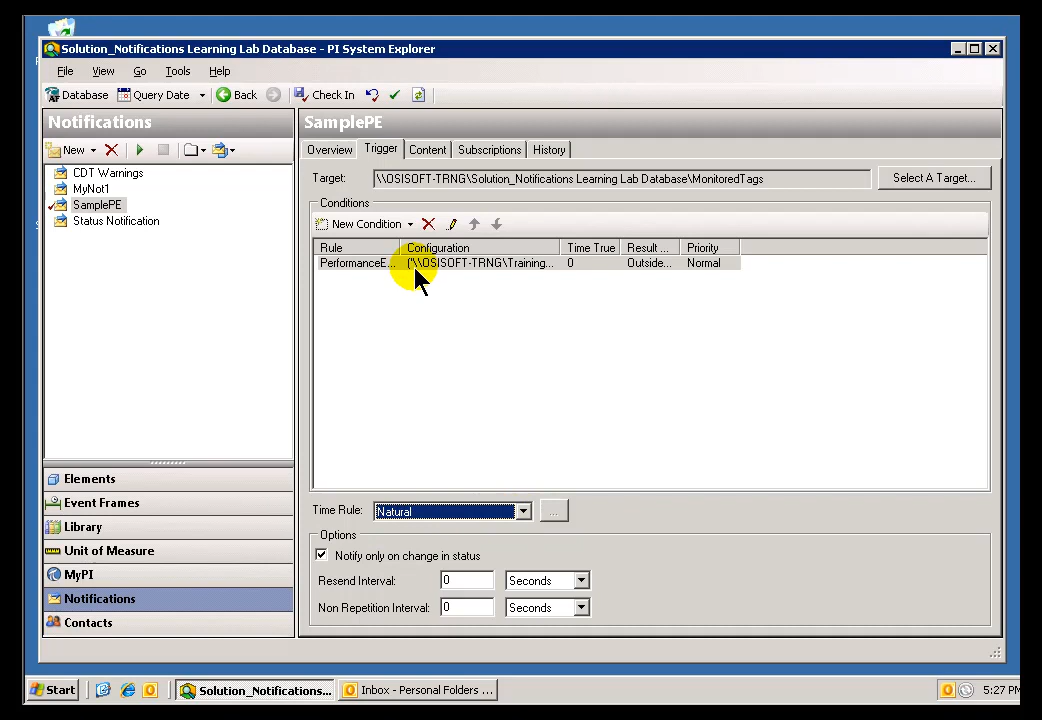 Solution_Notifications Learning Lab Database - PI System Explorer
File View Go Tools Help
Database Query Date Back Check In
Notifications
New
CDT Warnings
MyNot1
SamplePE
Status Notification
Elements
Event Frames
Library
Unit of Measure
MyPI
Notifications
Contacts
SamplePE
Overview Trigger Content Subscriptions History
Target: \\OSISOFT-TRNG\Solution_Notifications Learning Lab Database\MonitoredTags Select A Target...
Conditions
New Condition
Rule Configuration Time True Result ... Priority
PerformanceE... ('\\OSISOFT-TRNG\Training... 0 Outside... Normal
Time Rule: Natural ...
Options
Notify only on change in status
Resend Interval: 0 Seconds
Non Repetition Interval: 0 Seconds
Start Solution_Notifications... Inbox - Personal Folders ... 5:27 PM